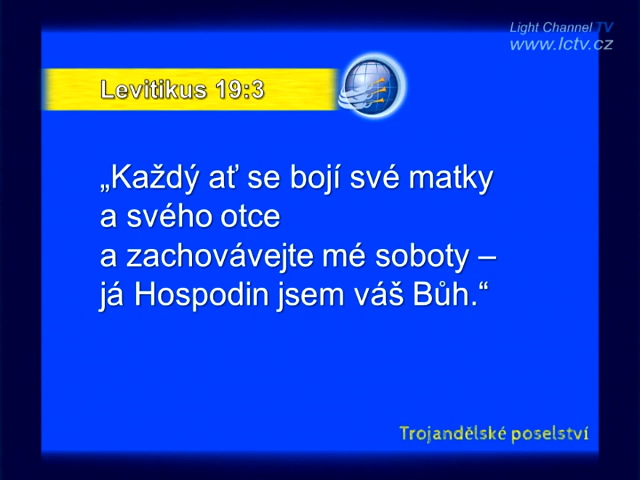 Light Channel TV
www.lctv.cz
Levitikus 19:3
„Každý ať se bojí své matky
a svého otce
a zachovávejte mé soboty –
já Hospodin jsem váš Bůh.“
Trojandělské poselství